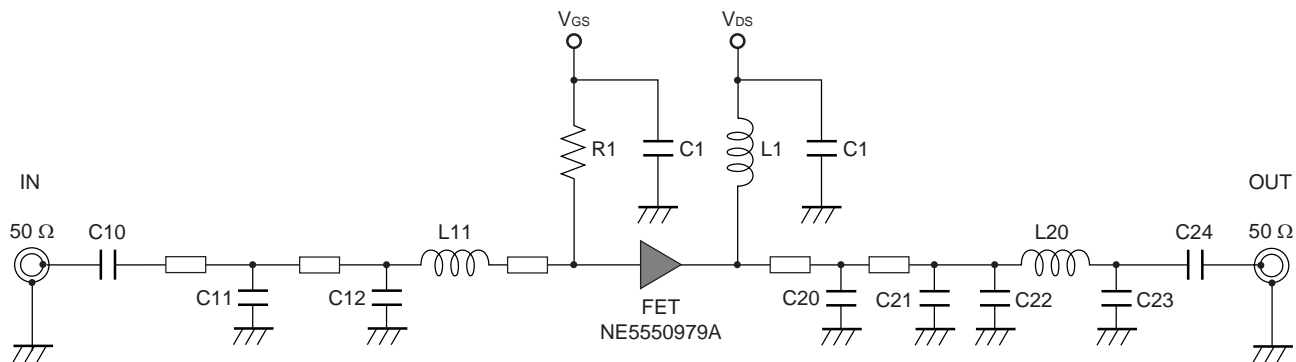 VGS
VDS
R1
C1
L1
C1
IN
OUT
50 Ω
C10
L11
L20
C24
50 Ω
C11
C12
FET
NE5550979A
C20
C21
C22
C23